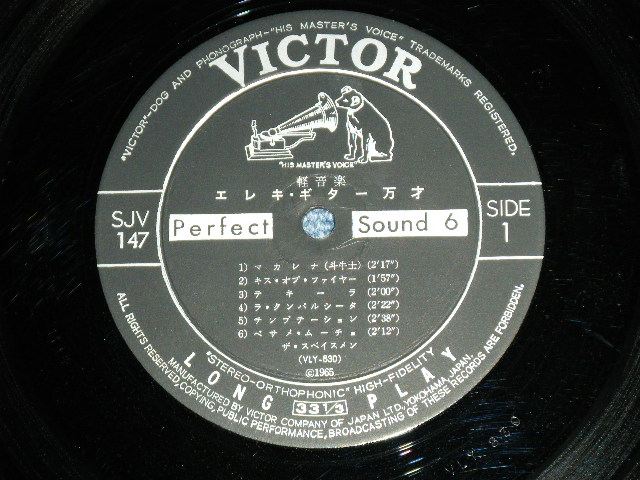 "VICTOR"–DOG AND PHONOGRAPH–"HIS MASTER'S VOICE" TRADEMARKS REGISTERED.
VICTOR
"HIS MASTER'S VOICE"
軽音楽
エレキ・ギター万才
SJV
147
Perfect Sound 6
SIDE
1
1) マカレナ (斗牛士) (2'17")
2) キス・オブ・ファイヤー (1'57")
3) テキーラ (2'00")
4) ラ・クンパルシータ (2'22")
5) テンプテーション (2'38")
6) ベサメ・ムーチョ (2'12")
ザ・スペイスメン
(VLY-530)
©1965
"STEREO-ORTHOPHONIC" HIGH-FIDELITY
LONG 33 1/3 PLAY
MANUFACTURED BY VICTOR COMPANY OF JAPAN LTD., YOKOHAMA, JAPAN.
ALL RIGHTS RESERVED, COPYING, PUBLIC PERFORMANCE, BROADCASTING OF THESE RECORDS ARE FORBIDDEN.